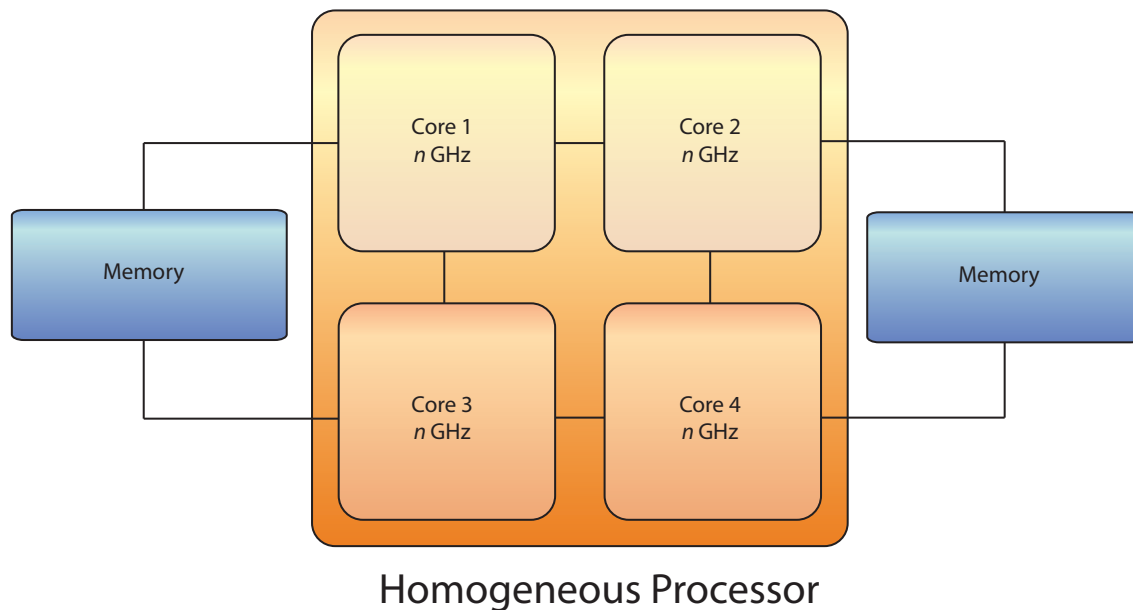 Core 1
n GHz
Core 2
n GHz
Memory
Memory
Core 3
n GHz
Core 4
n GHz
Homogeneous Processor